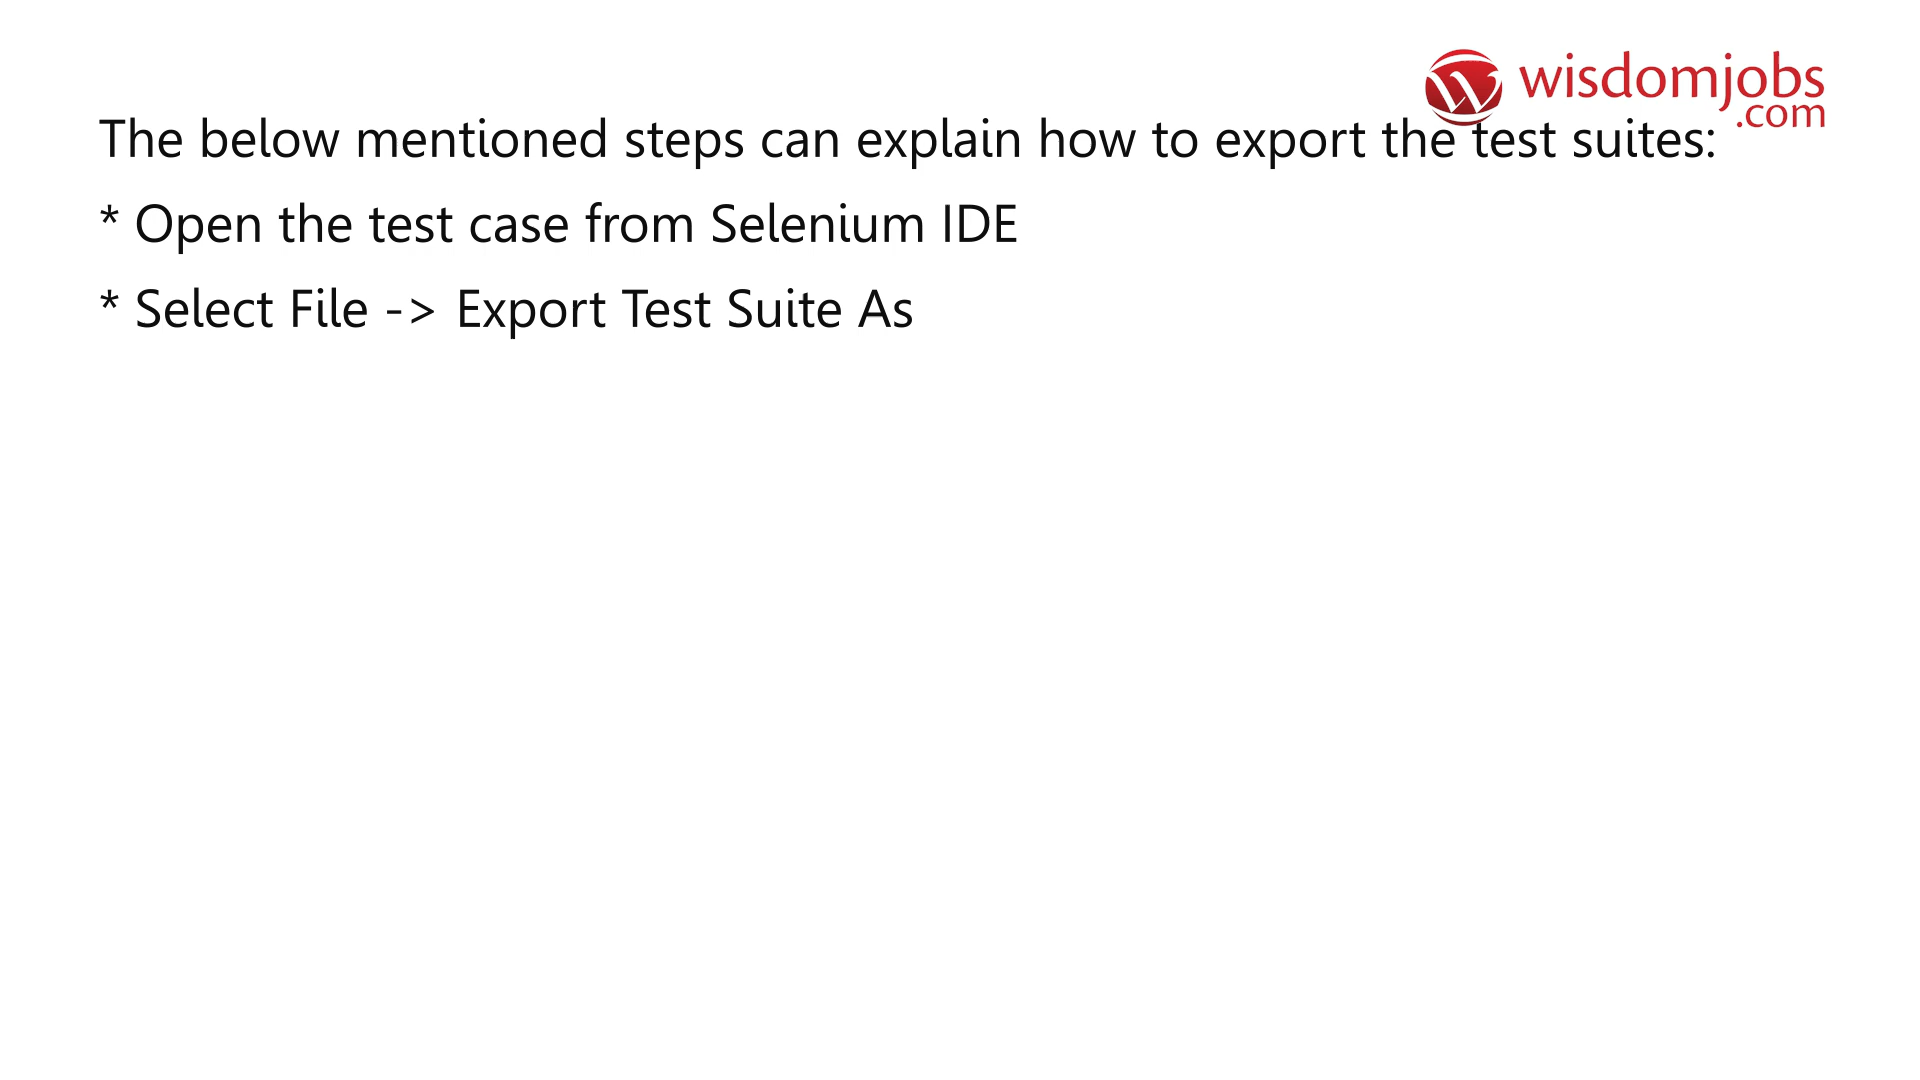 wisdomjobs
.com
The below mentioned steps can explain how to export the test suites:
* Open the test case from Selenium IDE
* Select File -> Export Test Suite As